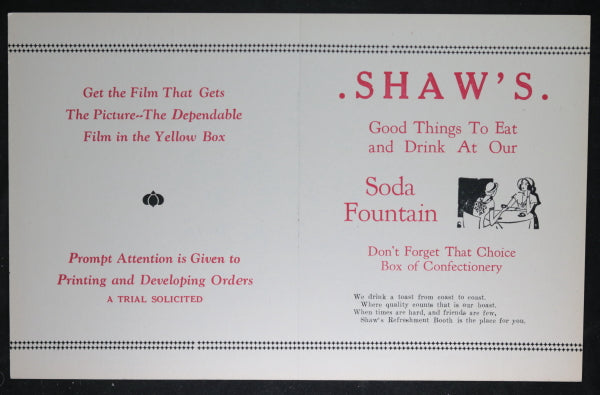 Get the Film That Gets
The Picture--The Dependable
Film in the Yellow Box
Prompt Attention is Given to
Printing and Developing Orders
A TRIAL SOLICITED
.SHAW'S.
Good Things To Eat
and Drink At Our
Soda
Fountain
Don't Forget That Choice
Box of Confectionery
We drink a toast from coast to coast.
Where quality counts that is our boast.
When times are hard, and friends are few,
Shaw's Refreshment Booth is the place for you.